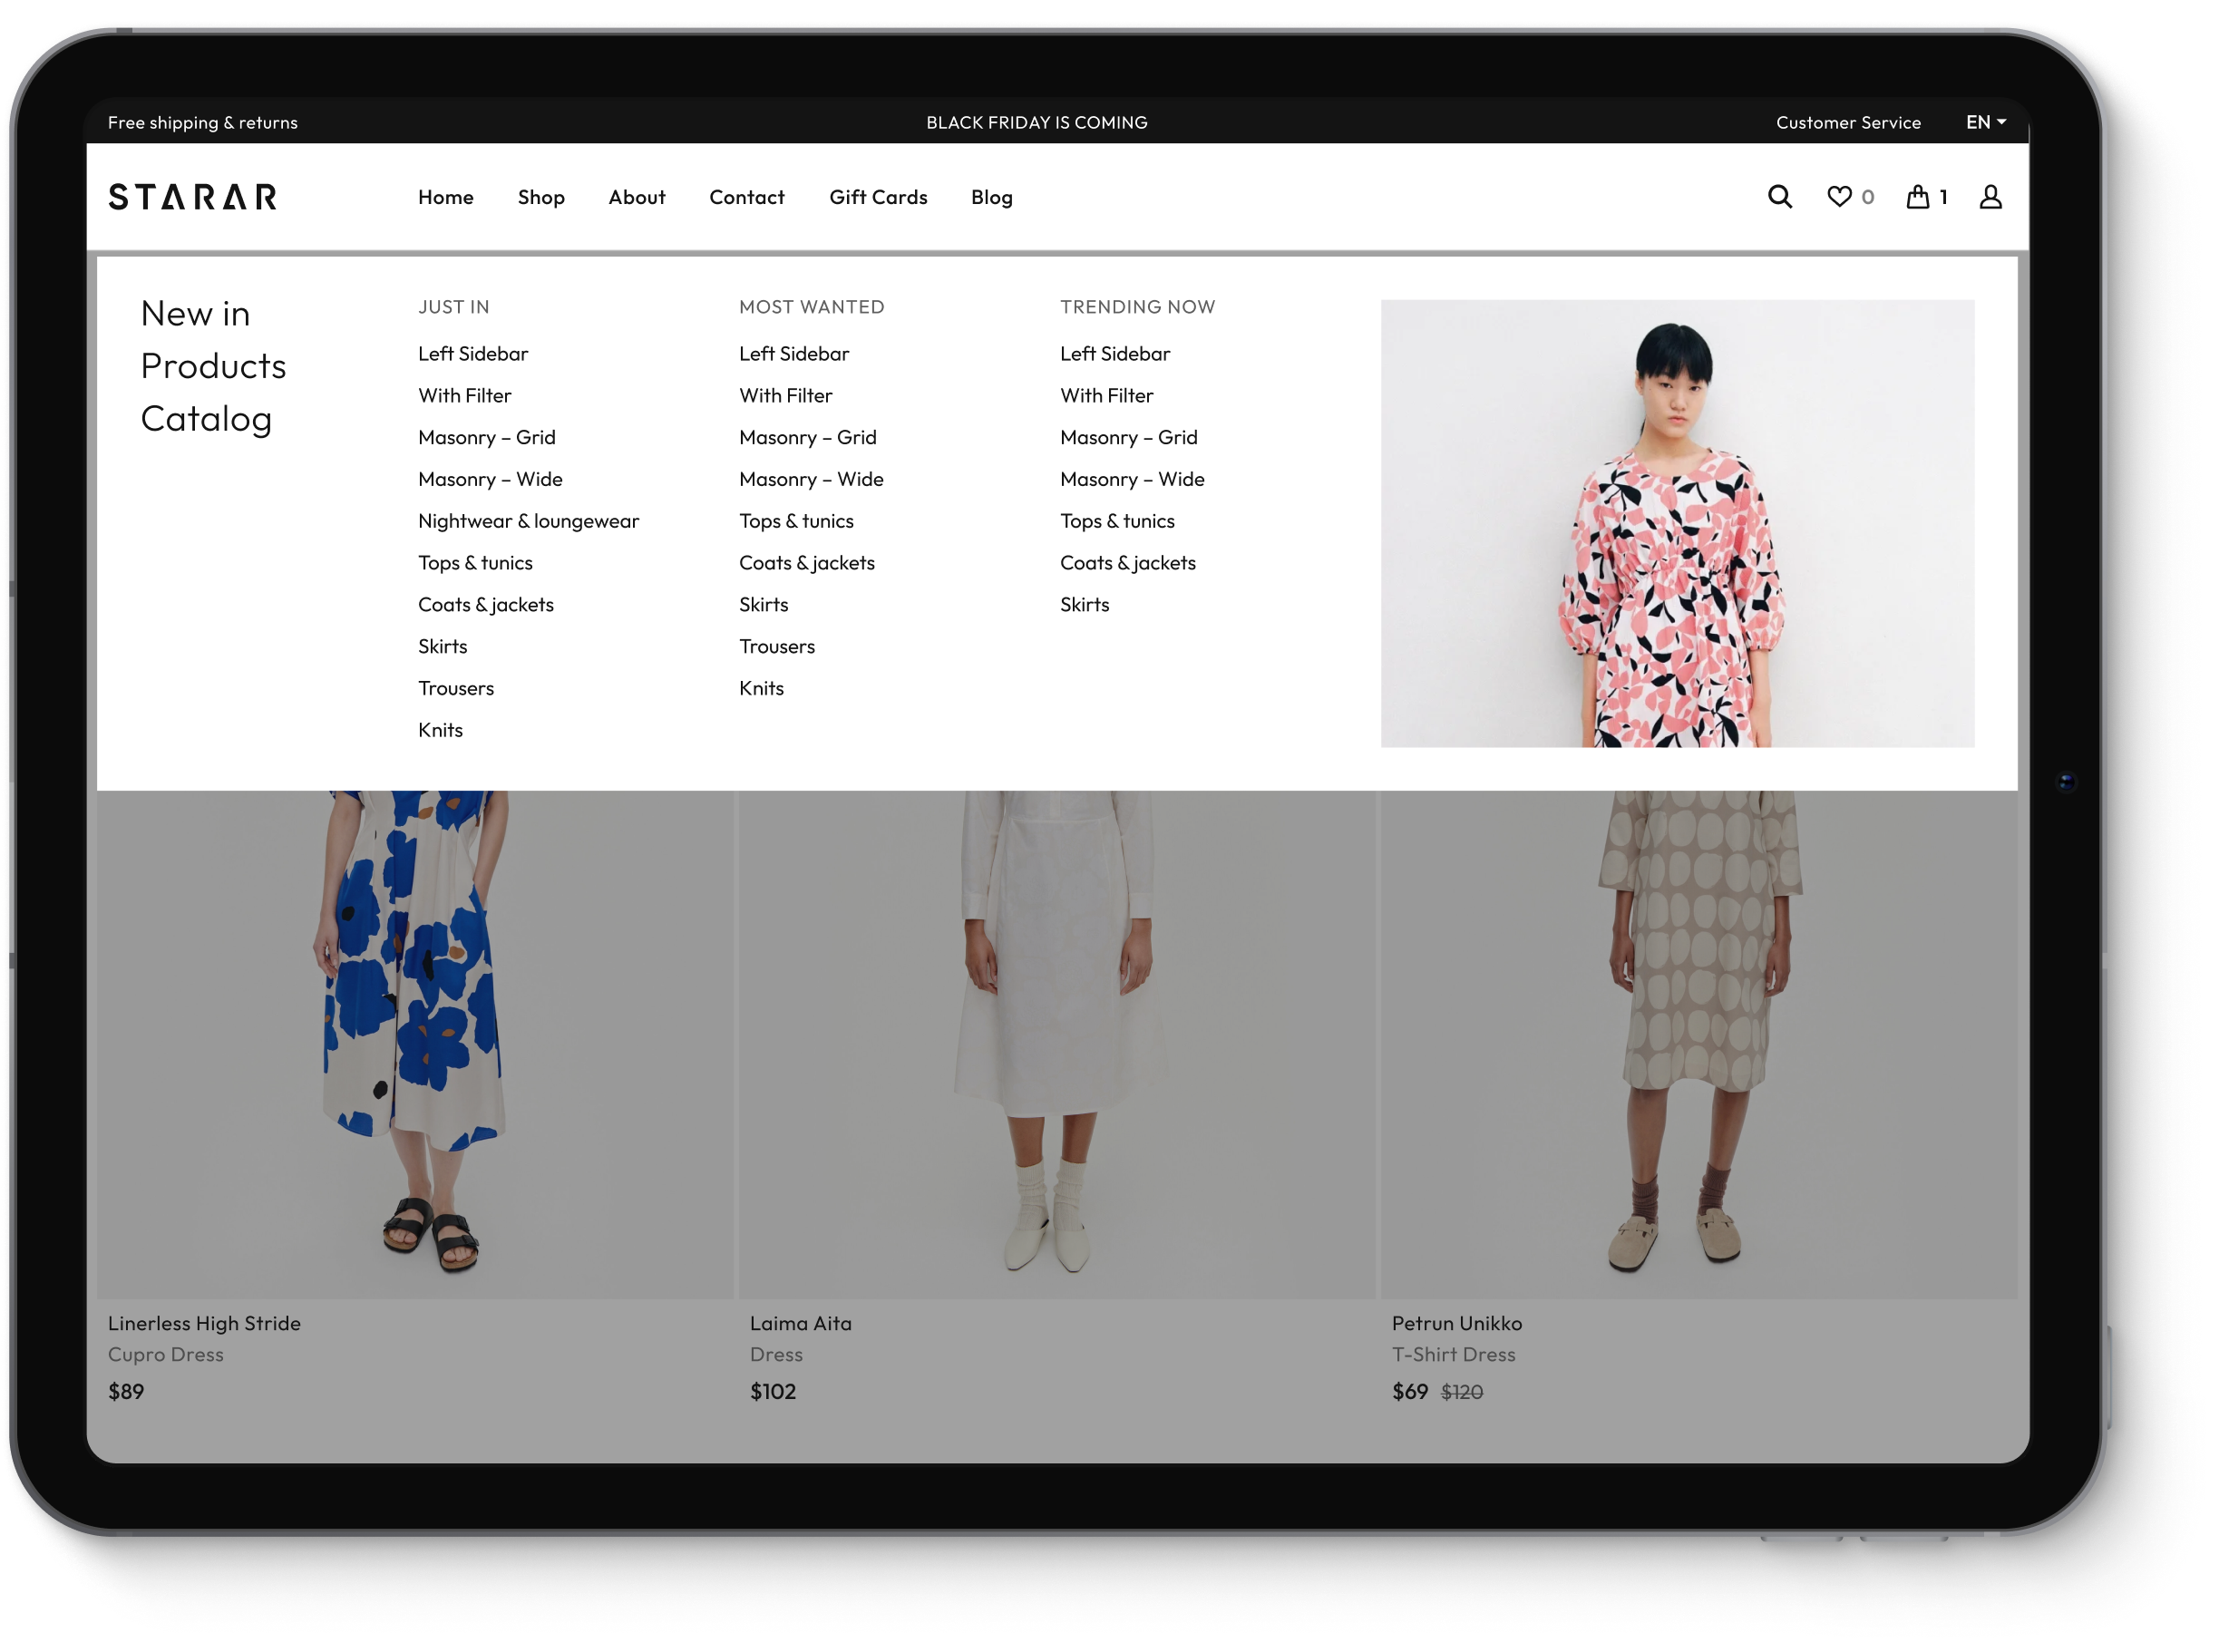 Free shipping & returns
BLACK FRIDAY IS COMING
Customer Service
EN
STARAR
Home
Shop
About
Contact
Gift Cards
Blog
0
1
New in
Products
Catalog
JUST IN
Left Sidebar
With Filter
Masonry – Grid
Masonry – Wide
Nightwear & loungewear
Tops & tunics
Coats & jackets
Skirts
Trousers
Knits
MOST WANTED
Left Sidebar
With Filter
Masonry – Grid
Masonry – Wide
Tops & tunics
Coats & jackets
Skirts
Trousers
Knits
TRENDING NOW
Left Sidebar
With Filter
Masonry – Grid
Masonry – Wide
Tops & tunics
Coats & jackets
Skirts
Linerless High Stride
Cupro Dress
$89
Laima Aita
Dress
$102
Petrun Unikko
T-Shirt Dress
$69 $120